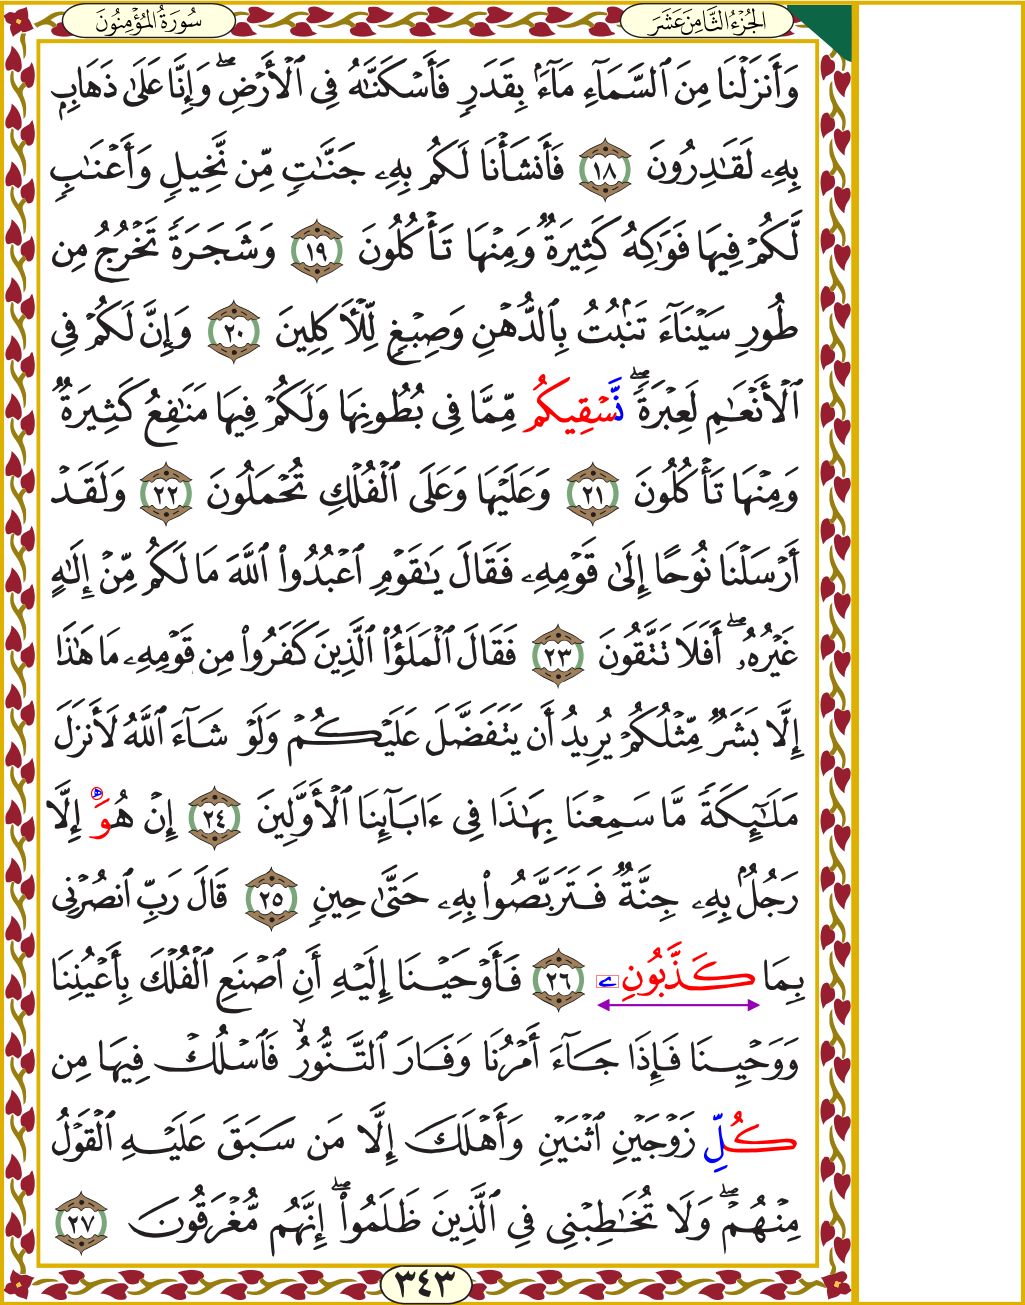 سُورَةُ المُؤْمِنُونَ
الجُزْءُ الثَّامِنَ عَشَرَ
وَأَنزَلۡنَا مِنَ ٱلسَّمَآءِ مَآءَۢ بِقَدَرٖ فَأَسۡكَنَّٰهُ فِي ٱلۡأَرۡضِۖ وَإِنَّا عَلَىٰ ذَهَابِۭ
بِهِۦ لَقَٰدِرُونَ ١٨ فَأَنشَأۡنَا لَكُم بِهِۦ جَنَّٰتٖ مِّن نَّخِيلٖ وَأَعۡنَٰبٖ
لَّكُمۡ فِيهَا فَوَٰكِهُ كَثِيرَةٞ وَمِنۡهَا تَأۡكُلُونَ ١٩ وَشَجَرَةٗ تَخۡرُجُ مِن
طُورِ سَيۡنَآءَ تَنۢبُتُ بِٱلدُّهۡنِ وَصِبۡغٖ لِّلۡأٓكِلِينَ ٢٠ وَإِنَّ لَكُمۡ فِي
ٱلۡأَنۡعَٰمِ لَعِبۡرَةٗۖ نَّسۡقِيكُم مِّمَّا فِي بُطُونِهَا وَلَكُمۡ فِيهَا مَنَٰفِعُ كَثِيرَةٞ
وَمِنۡهَا تَأۡكُلُونَ ٢١ وَعَلَيۡهَا وَعَلَى ٱلۡفُلۡكِ تُحۡمَلُونَ ٢٢ وَلَقَدۡ
أَرۡسَلۡنَا نُوحًا إِلَىٰ قَوۡمِهِۦ فَقَالَ يَٰقَوۡمِ ٱعۡبُدُواْ ٱللَّهَ مَا لَكُم مِّنۡ إِلَٰهٍ
غَيۡرُهُۥٓۖ أَفَلَا تَتَّقُونَ ٢٣ فَقَالَ ٱلۡمَلَؤُاْ ٱلَّذِينَ كَفَرُواْ مِن قَوۡمِهِۦ مَا هَٰذَآ
إِلَّا بَشَرٞ مِّثۡلُكُمۡ يُرِيدُ أَن يَتَفَضَّلَ عَلَيۡكُمۡ وَلَوۡ شَآءَ ٱللَّهُ لَأَنزَلَ
مَلَٰٓئِكَةٗ مَّا سَمِعۡنَا بِهَٰذَا فِيٓ ءَابَآئِنَا ٱلۡأَوَّلِينَ ٢٤ إِنۡ هُوَ إِلَّا
رَجُلُۢ بِهِۦ جِنَّةٞ فَتَرَبَّصُواْ بِهِۦ حَتَّىٰ حِينٖ ٢٥ قَالَ رَبِّ ٱنصُرۡنِي
بِمَا كَذَّبُونِۦ ٢٦ فَأَوۡحَيۡنَآ إِلَيۡهِ أَنِ ٱصۡنَعِ ٱلۡفُلۡكَ بِأَعۡيُنِنَا
وَوَحۡيِنَا فَإِذَا جَآءَ أَمۡرُنَا وَفَارَ ٱلتَّنُّورُ ۙ فَٱسۡلُكۡ فِيهَا مِن
كُلِّ زَوۡجَيۡنِ ٱثۡنَيۡنِ وَأَهۡلَكَ إِلَّا مَن سَبَقَ عَلَيۡهِ ٱلۡقَوۡلُ
مِنۡهُمۡۖ وَلَا تُخَٰطِبۡنِي فِي ٱلَّذِينَ ظَلَمُوٓاْۖ إِنَّهُم مُّغۡرَقُونَ ٢٧
٣٤٣